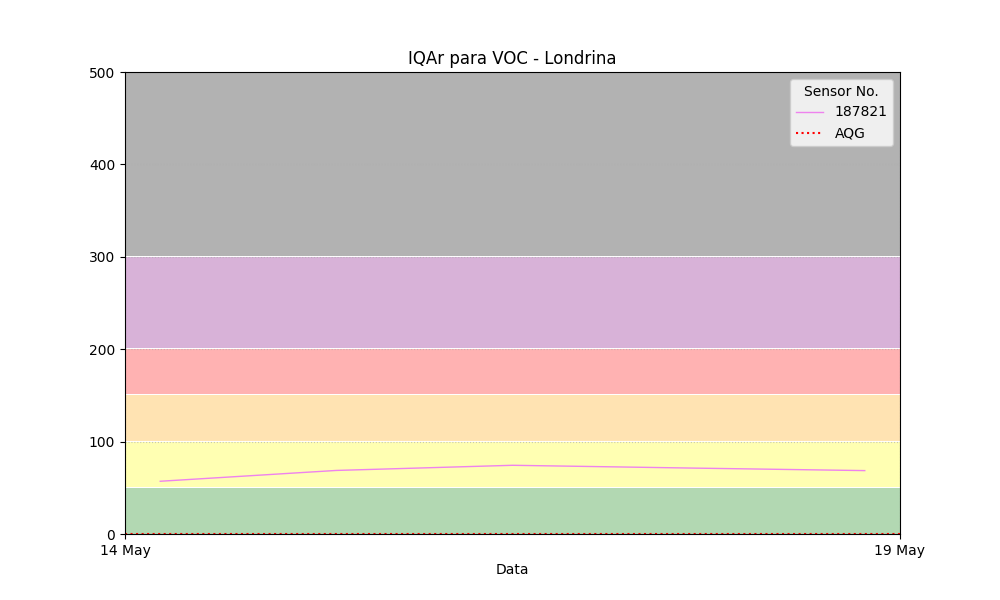 IQAr para VOC - Londrina
500
400
300
200
100
0
Sensor No.
187821
AQG
14 May
19 May
Data